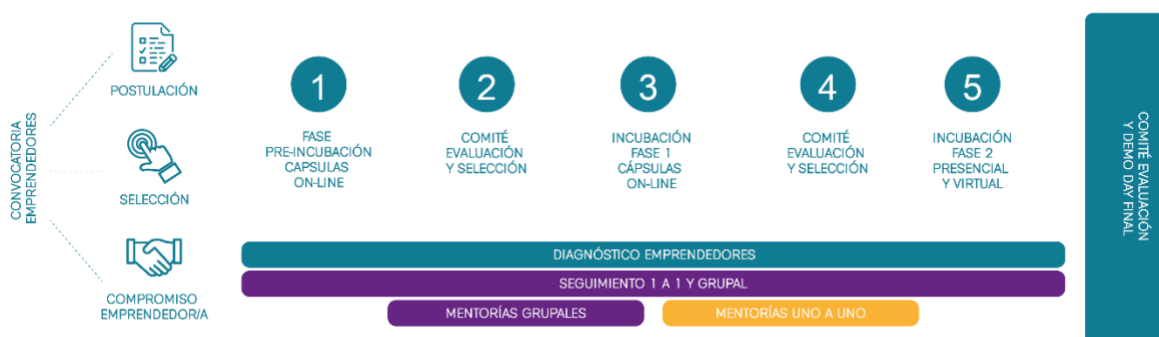 CONVOCATORIA
EMPRENDEDORES
POSTULACIÓN
SELECCIÓN
COMPROMISO
EMPRENDEDOR/A
1
FASE
PRE-INCUBACIÓN
CAPSULAS
ON-LINE
2
COMITÉ
EVALUACIÓN
Y SELECCIÓN
3
INCUBACIÓN
FASE 1
CÁPSULAS
ON-LINE
4
COMITÉ
EVALUACIÓN
Y SELECCIÓN
5
INCUBACIÓN
FASE 2
PRESENCIAL
Y VIRTUAL
DIAGNÓSTICO EMPRENDEDORES
SEGUIMIENTO 1 A 1 Y GRUPAL
MENTORÍAS GRUPALES
MENTORÍAS UNO A UNO
COMITÉ EVALUACIÓN
Y DEMO DAY FINAL